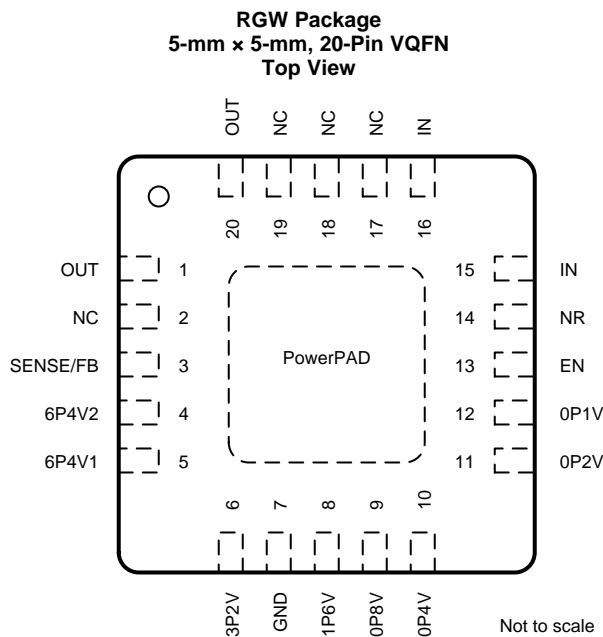 RGW Package
5-mm × 5-mm, 20-Pin VQFN
Top View
OUT
NC
NC
NC
IN
20
19
18
17
16
OUT 1
NC 2
SENSE/FB 3
6P4V2 4
6P4V1 5
PowerPAD
15 IN
14 NR
13 EN
12 0P1V
11 0P2V
6
7
8
9
10
3P2V
GND
1P6V
0P8V
0P4V
Not to scale